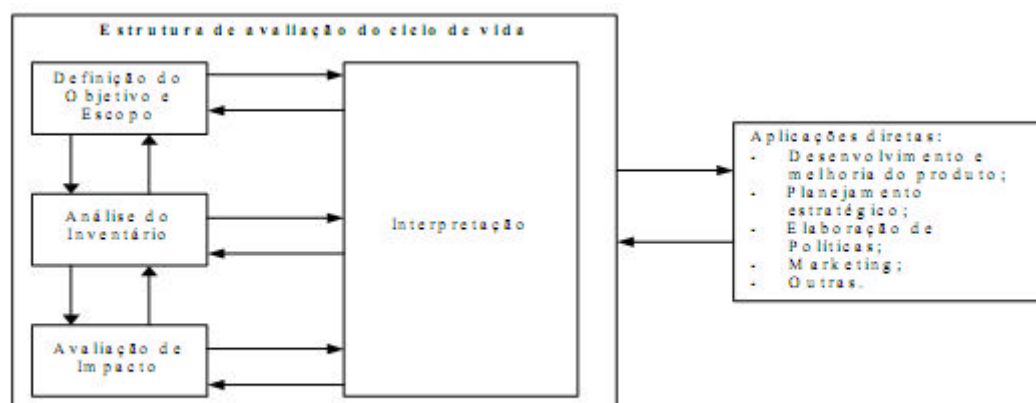 Estrutura de avaliação do ciclo de vida
Definição do
Objetivo e
Escopo
Análise do
Inventário
Avaliação de
Impacto
Interpretação
Aplicações diretas:
- Desenvolvimento e
melhoria do produto;
- Planejamento
estratégico;
- Elaboração de
Políticas;
- Marketing;
- Outras.